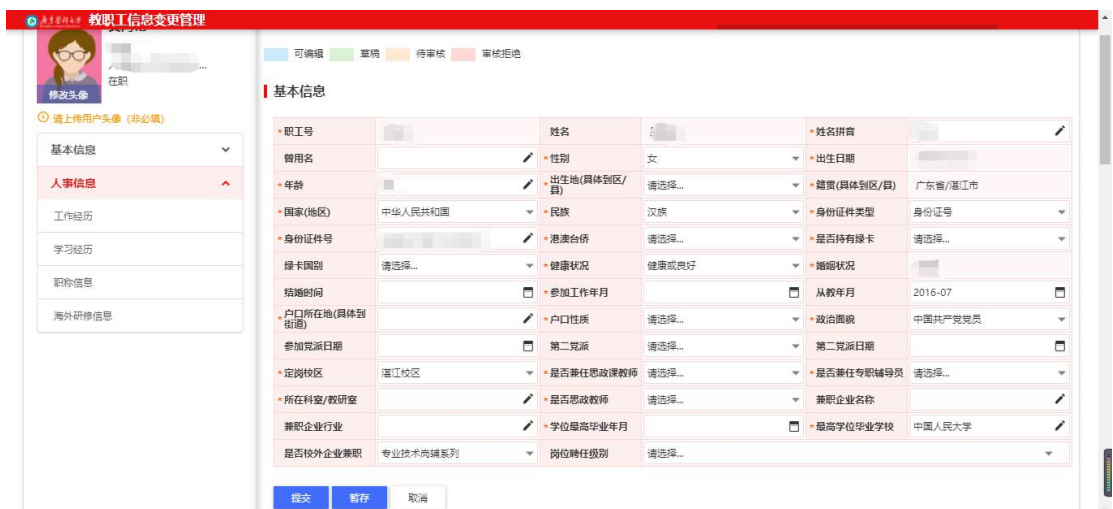 教职工信息变更管理
在职
修改头像
请上传用户头像（非必填）
基本信息
人事信息
工作经历
学习经历
职称信息
海外研修信息
可编辑 草稿 待审核 审核拒绝
基本信息
*职工号 姓名 *姓名拼音
曾用名 *性别 女 *出生日期
*年龄 *出生地(具体到区/县) 请选择... *籍贯(具体到区/县) 广东省/湛江市
*国家(地区) 中华人民共和国 *民族 汉族 *身份证件类型 身份证号
*身份证件号 *港澳台侨 请选择... *是否持有绿卡 请选择...
绿卡国别 请选择... *健康状况 健康或良好 *婚姻状况
结婚时间 *参加工作年月 从教年月 2016-07
*户口所在地(具体到街道) *户口性质 请选择... *政治面貌 中国共产党党员
参加党派日期 第二党派 请选择... 第二党派日期
*定岗校区 湛江校区 *是否兼任思政课教师 请选择... *是否兼任专职辅导员 请选择...
*所在科室/教研室 *是否思政教师 请选择... 兼职企业名称
兼职企业行业 *学位最高毕业年月 *最高学位毕业学校 中国人民大学
是否校外企业兼职 专业技术岗辅系列 岗位聘任级别 请选择...
提交 暂存 取消